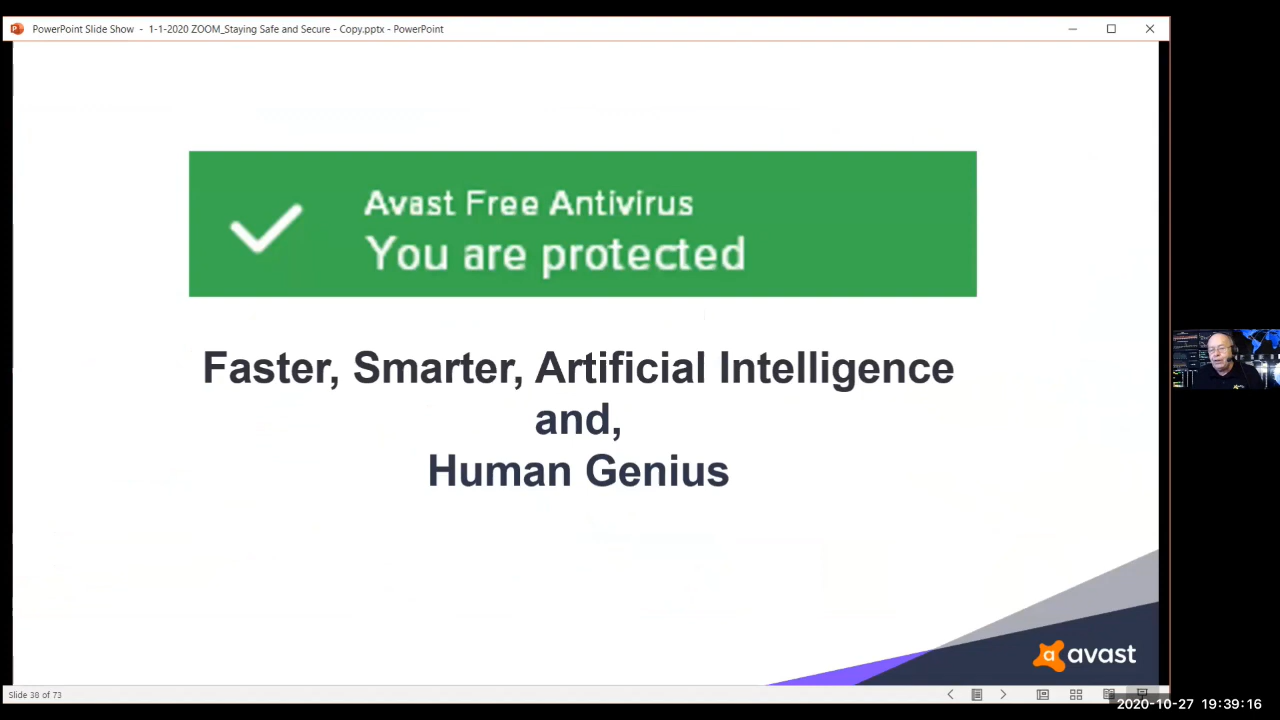 PowerPoint Slide Show - 1-1-2020 ZOOM_Staying Safe and Secure - Copy.pptx - PowerPoint
Avast Free Antivirus
You are protected
Faster, Smarter, Artificial Intelligence
and,
Human Genius
a avast
Slide 38 of 73
2020-10-27 19:39:16